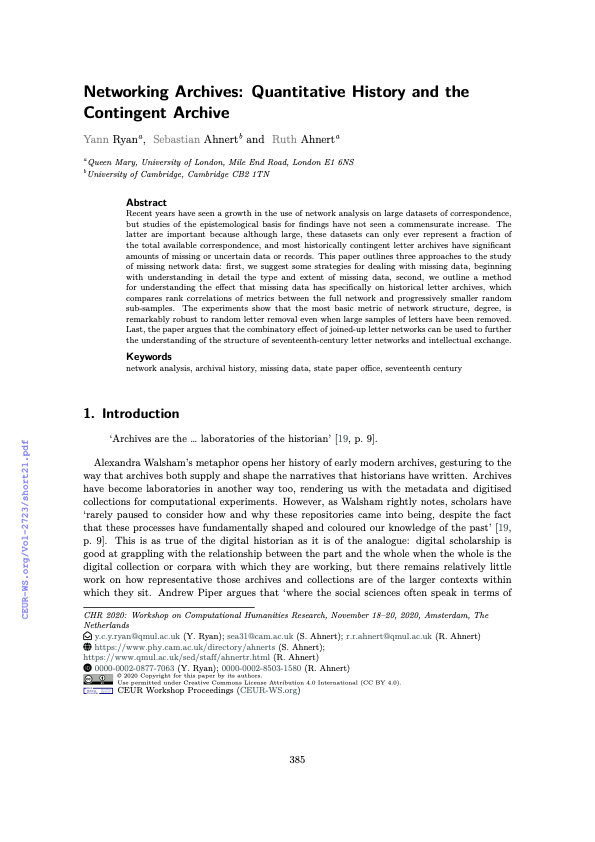 Networking Archives: Quantitative History and the
Contingent Archive
Yann Ryanᵃ, Sebastian Ahnertᵇ and Ruth Ahnertᵃ
ᵃQueen Mary, University of London, Mile End Road, London E1 6NS
ᵇUniversity of Cambridge, Cambridge CB2 1TN
Abstract
Recent years have seen a growth in the use of network analysis on large datasets of correspondence,
but studies of the epistemological basis for findings have not seen a commensurate increase. The
latter are important because although large, these datasets can only ever represent a fraction of
the total available correspondence, and most historically contingent letter archives have significant
amounts of missing or uncertain data or records. This paper outlines three approaches to the study
of missing network data: first, we suggest some strategies for dealing with missing data, beginning
with understanding in detail the type and extent of missing data, second, we outline a method
for understanding the effect that missing data has specifically on historical letter archives, which
compares rank correlations of metrics between the full network and progressively smaller random
sub-samples. The experiments show that the most basic metric of network structure, degree, is
remarkably robust to random letter removal even when large samples of letters have been removed.
Last, the paper argues that the combinatory effect of joined-up letter networks can be used to further
the understanding of the structure of seventeenth-century letter networks and intellectual exchange.
Keywords
network analysis, archival history, missing data, state paper office, seventeenth century
1. Introduction
‘Archives are the … laboratories of the historian’ [19, p. 9].
Alexandra Walsham’s metaphor opens her history of early modern archives, gesturing to the
way that archives both supply and shape the narratives that historians have written. Archives
have become laboratories in another way too, rendering us with the metadata and digitised
collections for computational experiments. However, as Walsham rightly notes, scholars have
‘rarely paused to consider how and why these repositories came into being, despite the fact
that these processes have fundamentally shaped and coloured our knowledge of the past’ [19,
p. 9]. This is as true of the digital historian as it is of the analogue: digital scholarship is
good at grappling with the relationship between the part and the whole when the whole is the
digital collection or corpara with which they are working, but there remains relatively little
work on how representative those archives and collections are of the larger contexts within
which they sit. Andrew Piper argues that ‘where the social sciences often speak in terms of
CHR 2020: Workshop on Computational Humanities Research, November 18–20, 2020, Amsterdam, The
Netherlands
y.c.y.ryan@qmul.ac.uk (Y. Ryan); sea31@cam.ac.uk (S. Ahnert); r.r.ahnert@qmul.ac.uk (R. Ahnert)
https://www.phy.cam.ac.uk/directory/ahnerts (S. Ahnert);
https://www.qmul.ac.uk/sed/staff/ahnertr.html (R. Ahnert)
0000-0002-0877-7063 (Y. Ryan); 0000-0002-8503-1580 (R. Ahnert)
© 2020 Copyright for this paper by its authors.
Use permitted under Creative Commons License Attribution 4.0 International (CC BY 4.0).
CEUR Workshop Proceedings (CEUR-WS.org)
385
CEUR-WS.org/Vol-2723/short21.pdf